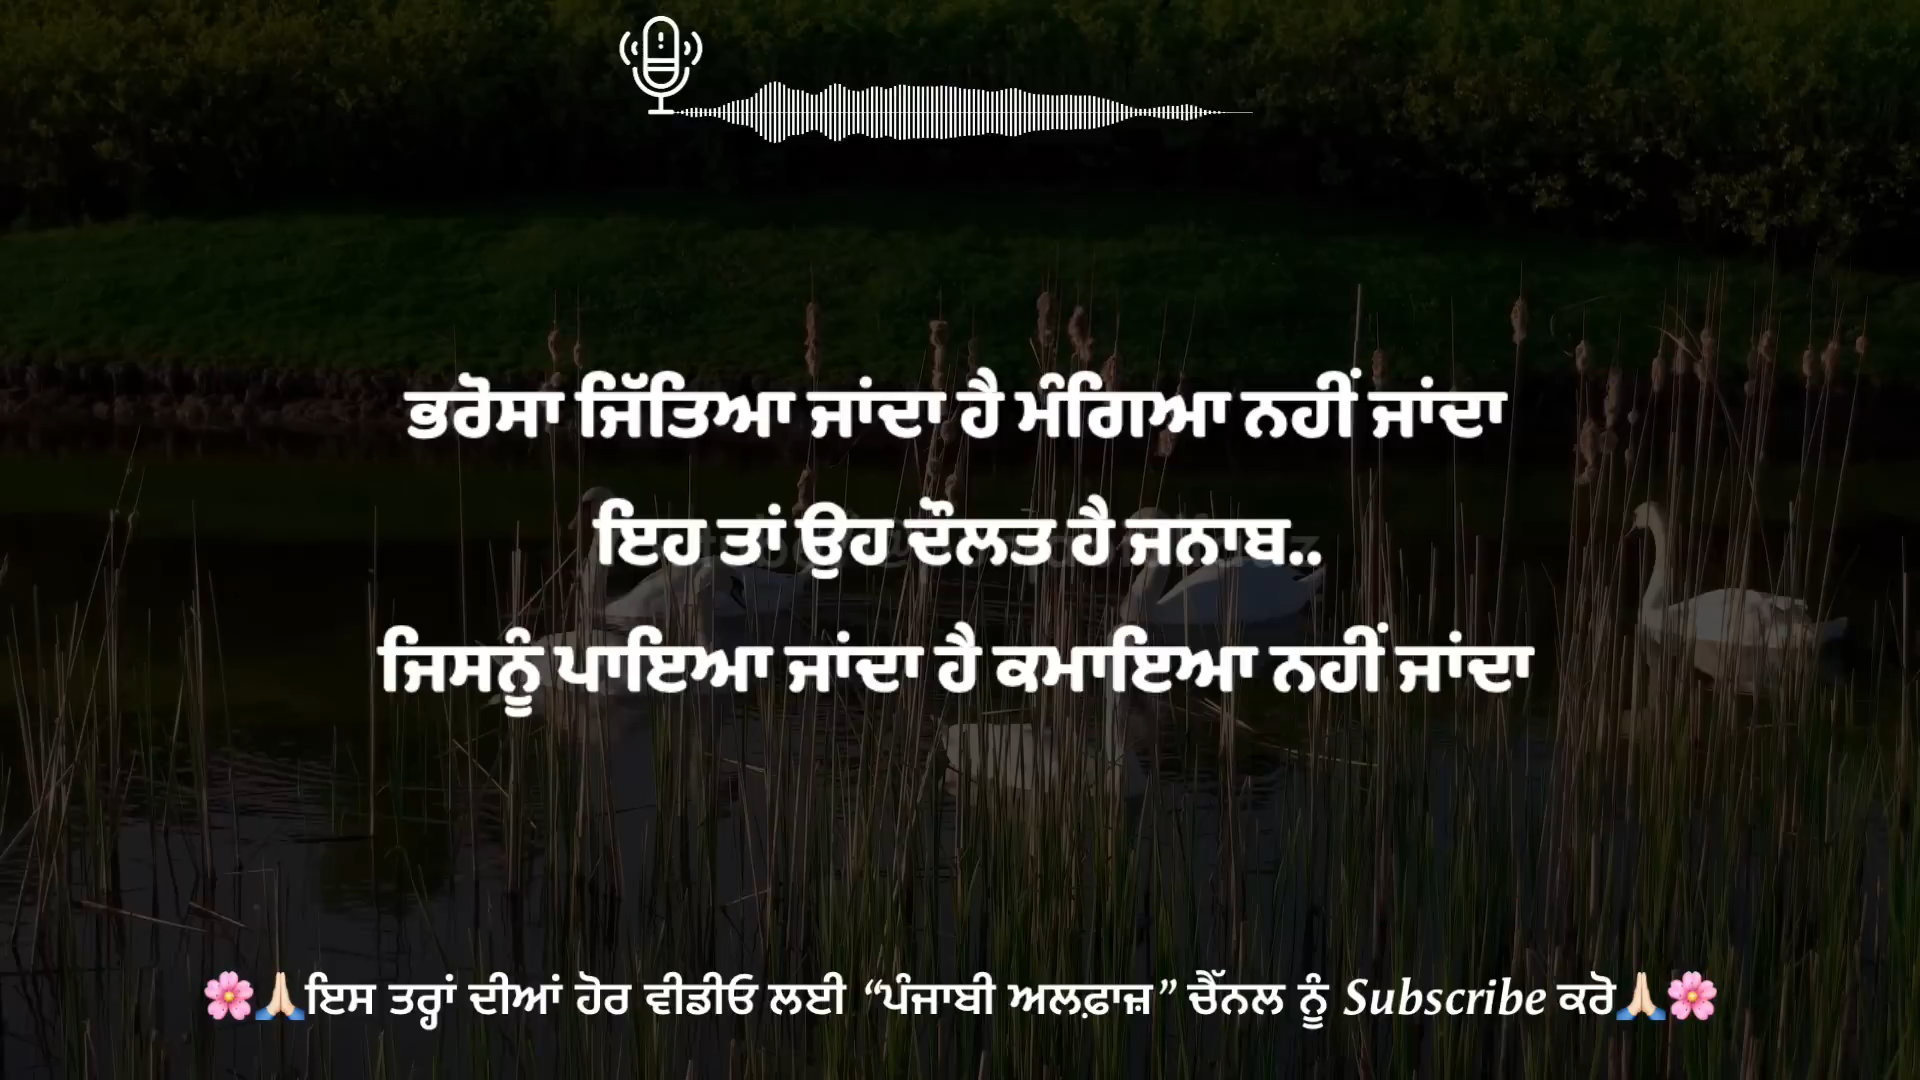 ਭਰੋਸਾ ਜਿੱਤਿਆ ਜਾਂਦਾ ਹੈ ਮੰਗਿਆ ਨਹੀਂ ਜਾਂਦਾ
ਇਹ ਤਾਂ ਉਹ ਦੌਲਤ ਹੈ ਜਨਾਬ..
ਜਿਸਨੂੰ ਪਾਇਆ ਜਾਂਦਾ ਹੈ ਕਮਾਇਆ ਨਹੀਂ ਜਾਂਦਾ
🌸🙏🏻ਇਸ ਤਰ੍ਹਾਂ ਦੀਆਂ ਹੋਰ ਵੀਡੀਓ ਲਈ “ਪੰਜਾਬੀ ਅਲਫ਼ਾਜ਼” ਚੈੱਨਲ ਨੂੰ Subscribe ਕਰੋ🙏🏻🌸